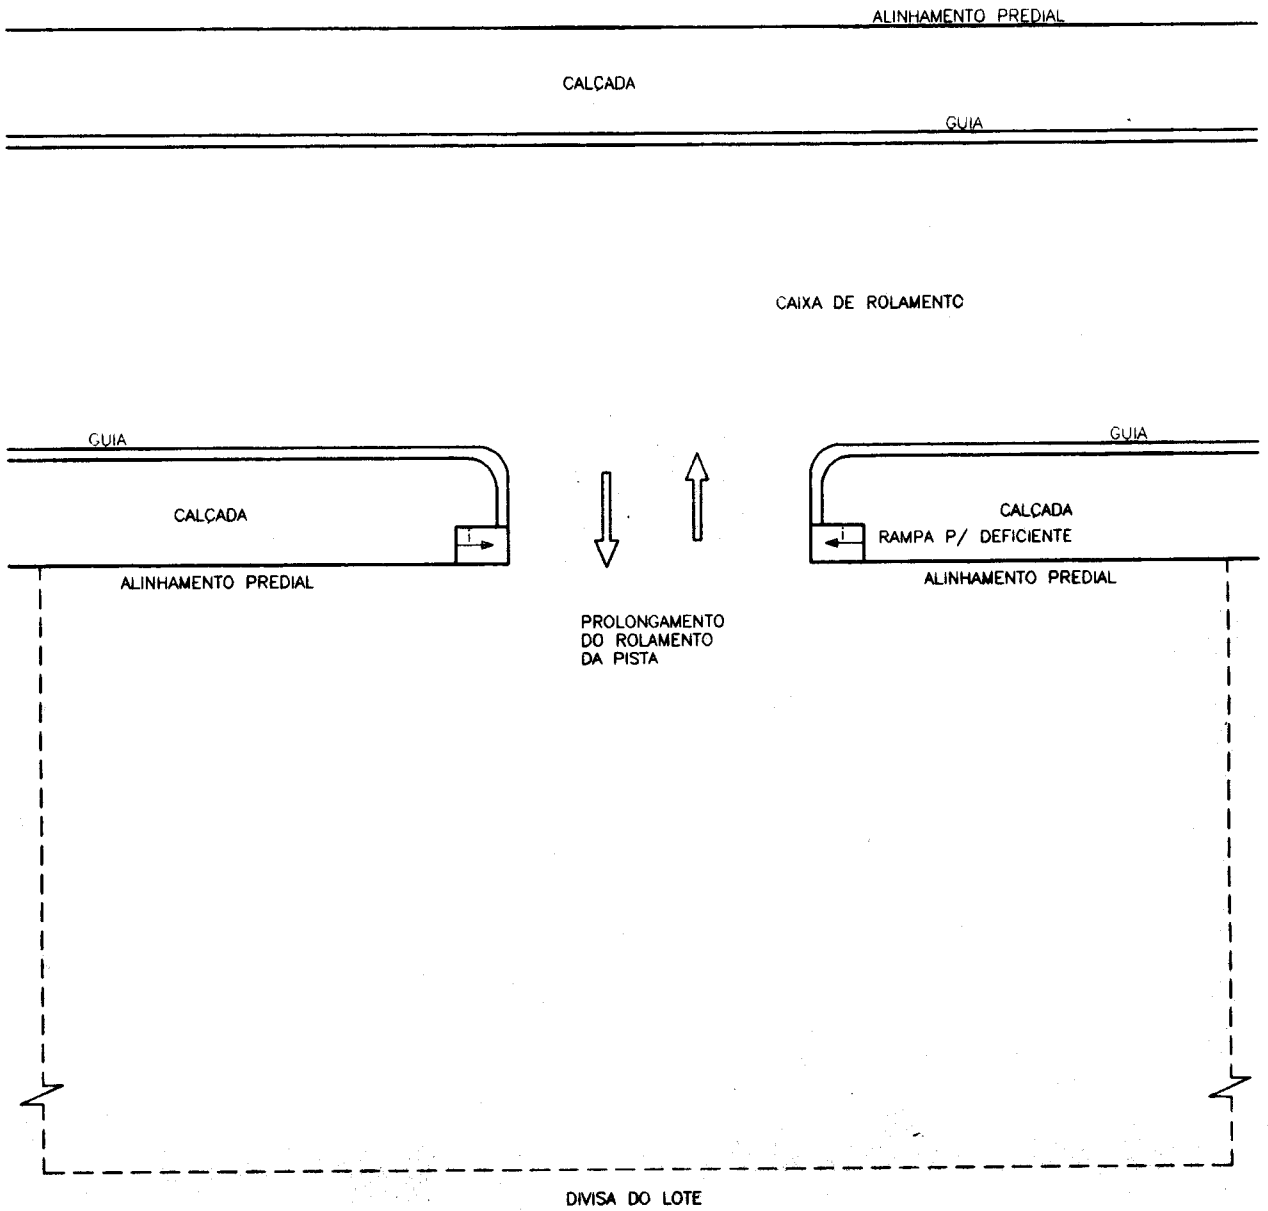 ALINHAMENTO PREDIAL
CALÇADA
GUIA
CAIXA DE ROLAMENTO
GUIA
GUIA
CALÇADA
CALÇADA
i
i
RAMPA P/ DEFICIENTE
ALINHAMENTO PREDIAL
ALINHAMENTO PREDIAL
PROLONGAMENTO
DO ROLAMENTO
DA PISTA
DIVISA DO LOTE